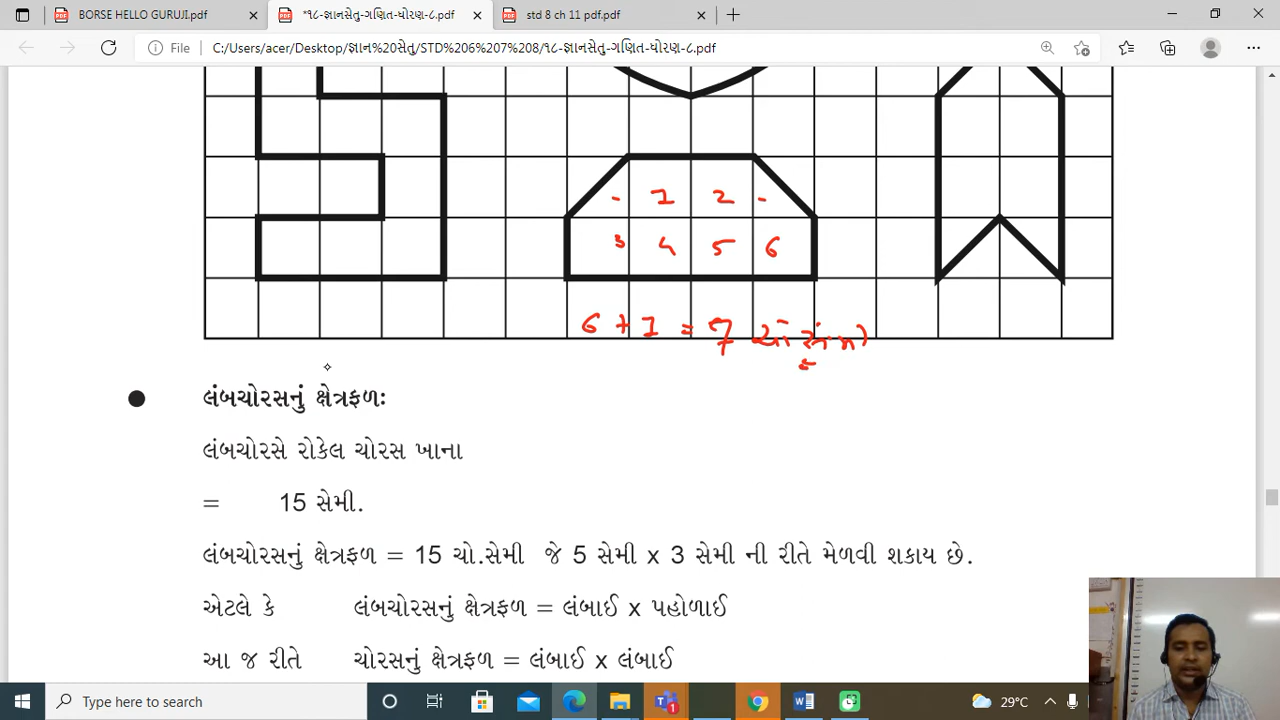 BORSE HELLO GURUJI.pdf
*૧૮-જ્ઞાનસેતુ-ગણિત-ધોરણ-૮.pdf
std 8 ch 11 pdf.pdf
File
C:/Users/acer/Desktop/જ્ઞાન%20સેતુ/STD%206%207%208/૧૮-જ્ઞાનસેતુ-ગણિત-ધોરણ-૮.pdf
- 1 2 -
3 4 5 6
6 + 1 = 7 ચો સેમી
લંબચોરસનું ક્ષેત્રફળઃ
લંબચોરસે રોકેલ ચોરસ ખાના
= 15 સેમી.
લંબચોરસનું ક્ષેત્રફળ = 15 ચો.સેમી જે 5 સેમી x 3 સેમી ની રીતે મેળવી શકાય છે.
એટલે કે લંબચોરસનું ક્ષેત્રફળ = લંબાઈ x પહોળાઈ
આ જ રીતે ચોરસનું ક્ષેત્રફળ = લંબાઈ x લંબાઈ
Type here to search
29°C